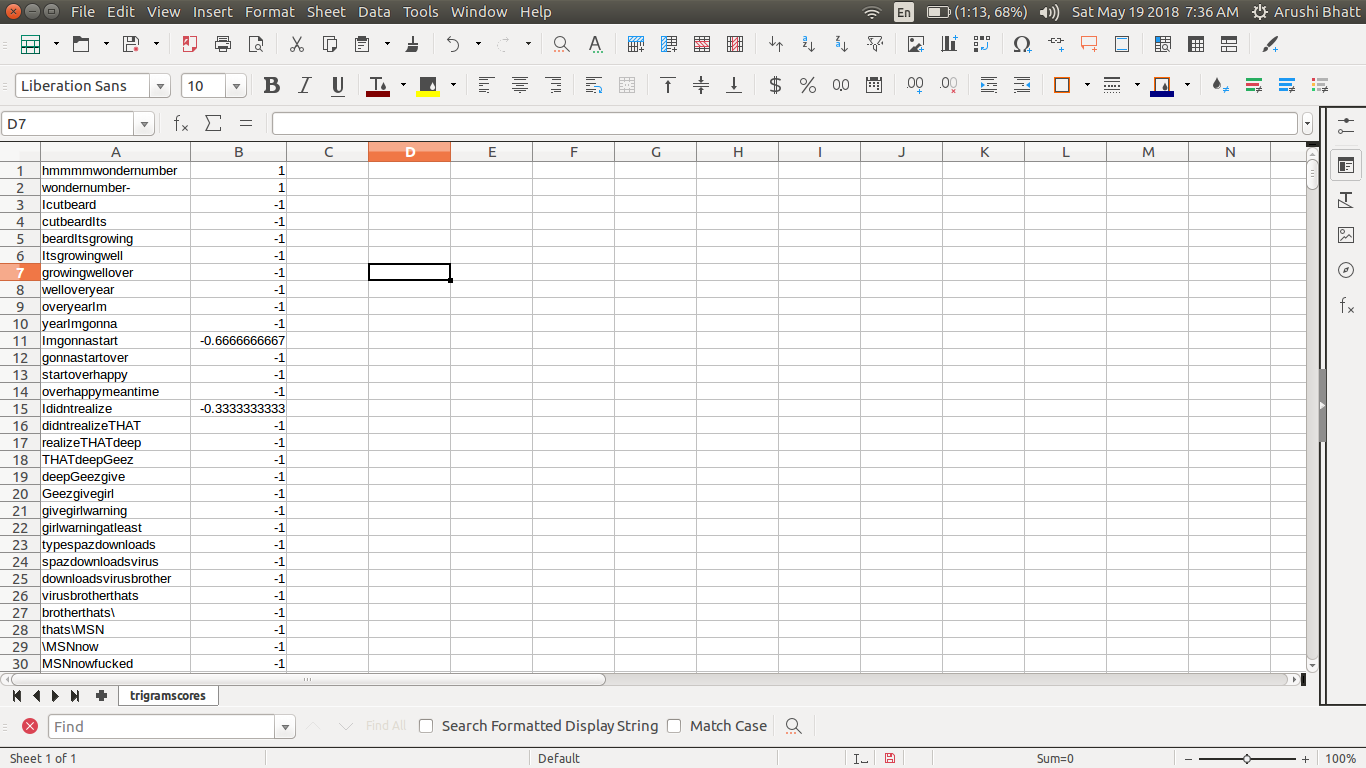 File Edit View Insert Format Sheet Data Tools Window Help En (1:13, 68%) Sat May 19 2018 7:36 AM Arushi Bhatt
Liberation Sans 10
D7
A B C D E F G H I J K L M N
1 hmmmmwondernumber 1
2 wondernumber- 1
3 Icutbeard -1
4 cutbeardIts -1
5 beardItsgrowing -1
6 Itsgrowingwell -1
7 growingwellover -1
8 welloveryear -1
9 overyearIm -1
10 yearImgonna -1
11 Imgonnastart -0.6666666667
12 gonnastartover -1
13 startoverhappy -1
14 overhappymeantime -1
15 Ididntrealize -0.3333333333
16 didntrealizeTHAT -1
17 realizeTHATdeep -1
18 THATdeepGeez -1
19 deepGeezgive -1
20 Geezgivegirl -1
21 givegirlwarning -1
22 girlwarningatleast -1
23 typespazdownloads -1
24 spazdownloadsvirus -1
25 downloadsvirusbrother -1
26 virusbrotherthats -1
27 brotherthats\ -1
28 thats\MSN -1
29 \MSNnow -1
30 MSNnowfucked -1
trigramscores
Find Find All Search Formatted Display String Match Case
Sheet 1 of 1 Default Sum=0 100%